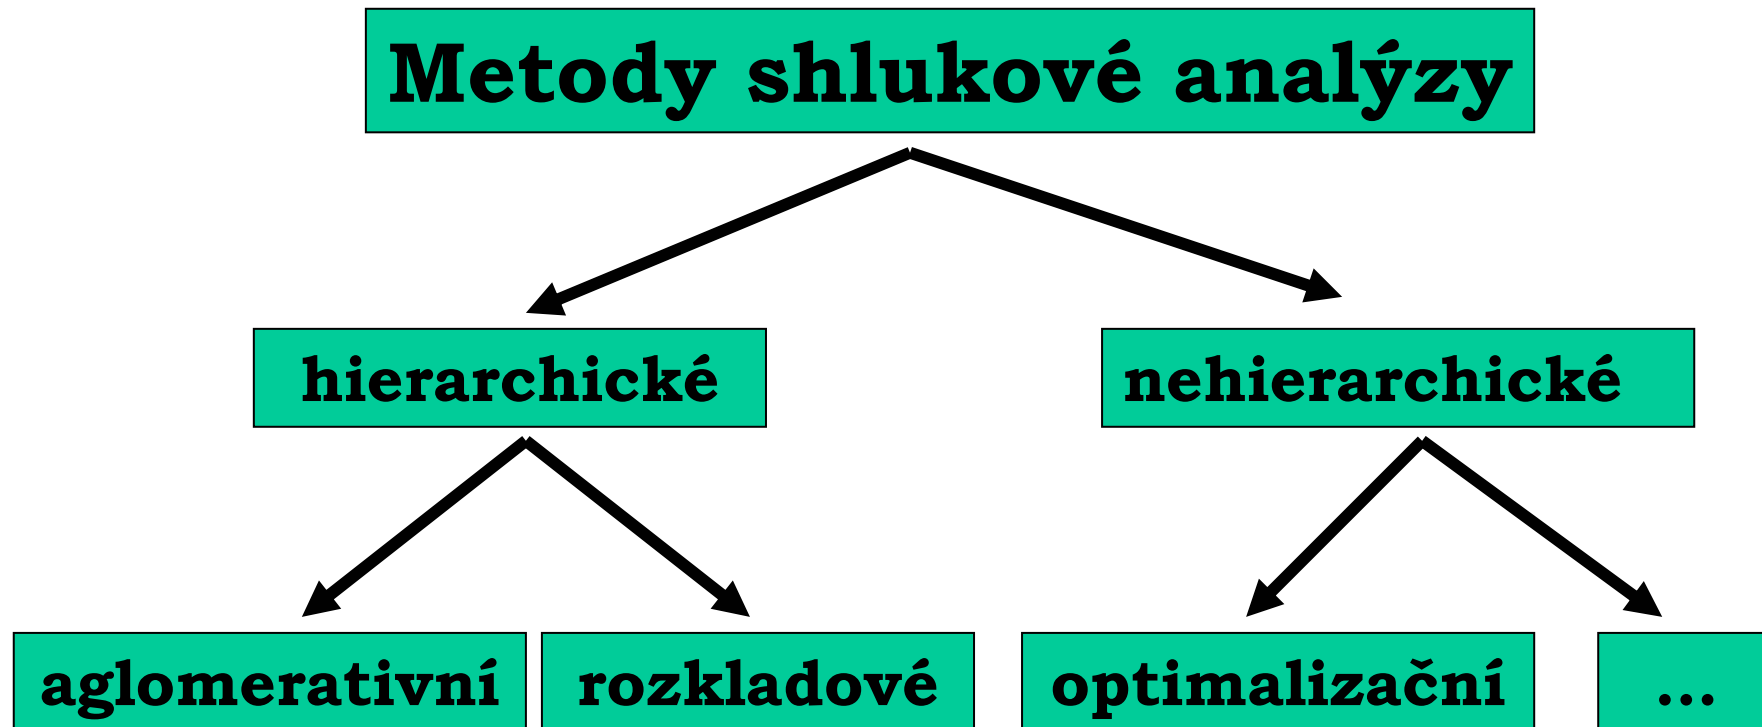 Metody shlukové analýzy
hierarchické
nehierarchické
aglomerativní
rozkladové
optimalizační
...